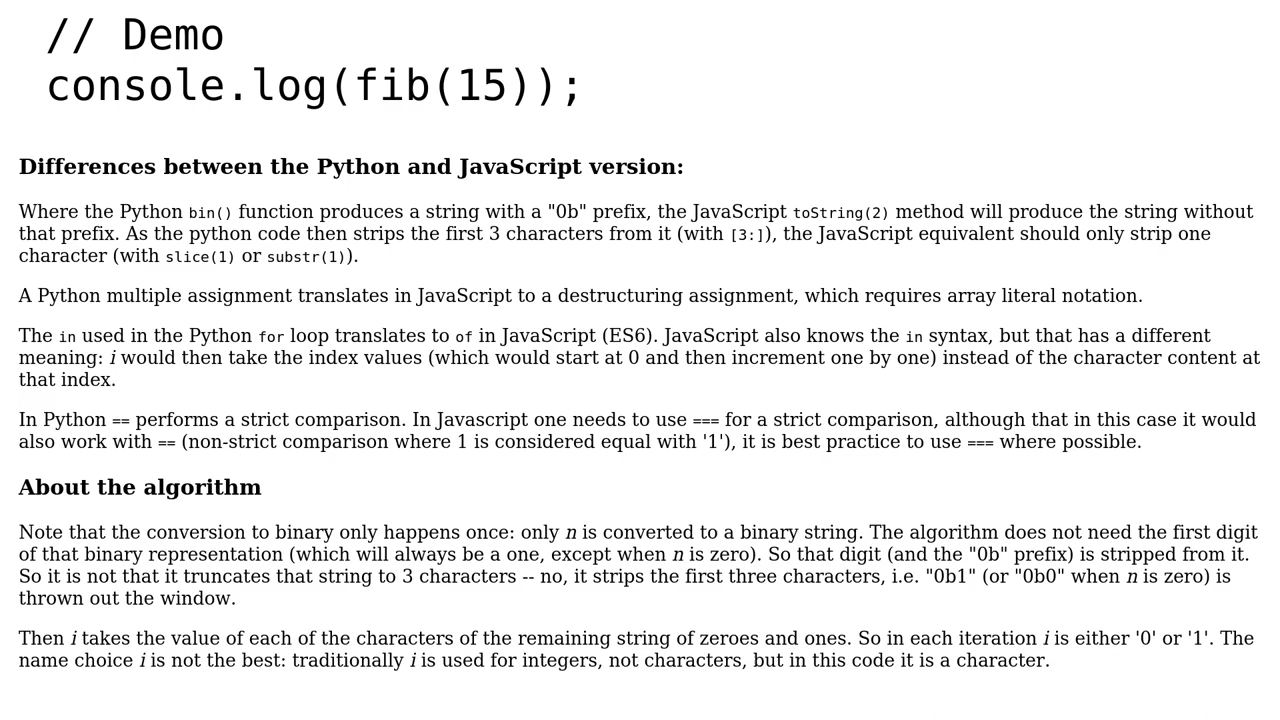 // Demo
console.log(fib(15));
Differences between the Python and JavaScript version:
Where the Python bin() function produces a string with a "0b" prefix, the JavaScript toString(2) method will produce the string without
that prefix. As the python code then strips the first 3 characters from it (with [3:]), the JavaScript equivalent should only strip one
character (with slice(1) or substr(1)).
A Python multiple assignment translates in JavaScript to a destructuring assignment, which requires array literal notation.
The in used in the Python for loop translates to of in JavaScript (ES6). JavaScript also knows the in syntax, but that has a different
meaning: i would then take the index values (which would start at 0 and then increment one by one) instead of the character content at
that index.
In Python == performs a strict comparison. In Javascript one needs to use === for a strict comparison, although that in this case it would
also work with == (non-strict comparison where 1 is considered equal with '1'), it is best practice to use === where possible.
About the algorithm
Note that the conversion to binary only happens once: only n is converted to a binary string. The algorithm does not need the first digit
of that binary representation (which will always be a one, except when n is zero). So that digit (and the "0b" prefix) is stripped from it.
So it is not that it truncates that string to 3 characters -- no, it strips the first three characters, i.e. "0b1" (or "0b0" when n is zero) is
thrown out the window.
Then i takes the value of each of the characters of the remaining string of zeroes and ones. So in each iteration i is either '0' or '1'. The
name choice i is not the best: traditionally i is used for integers, not characters, but in this code it is a character.